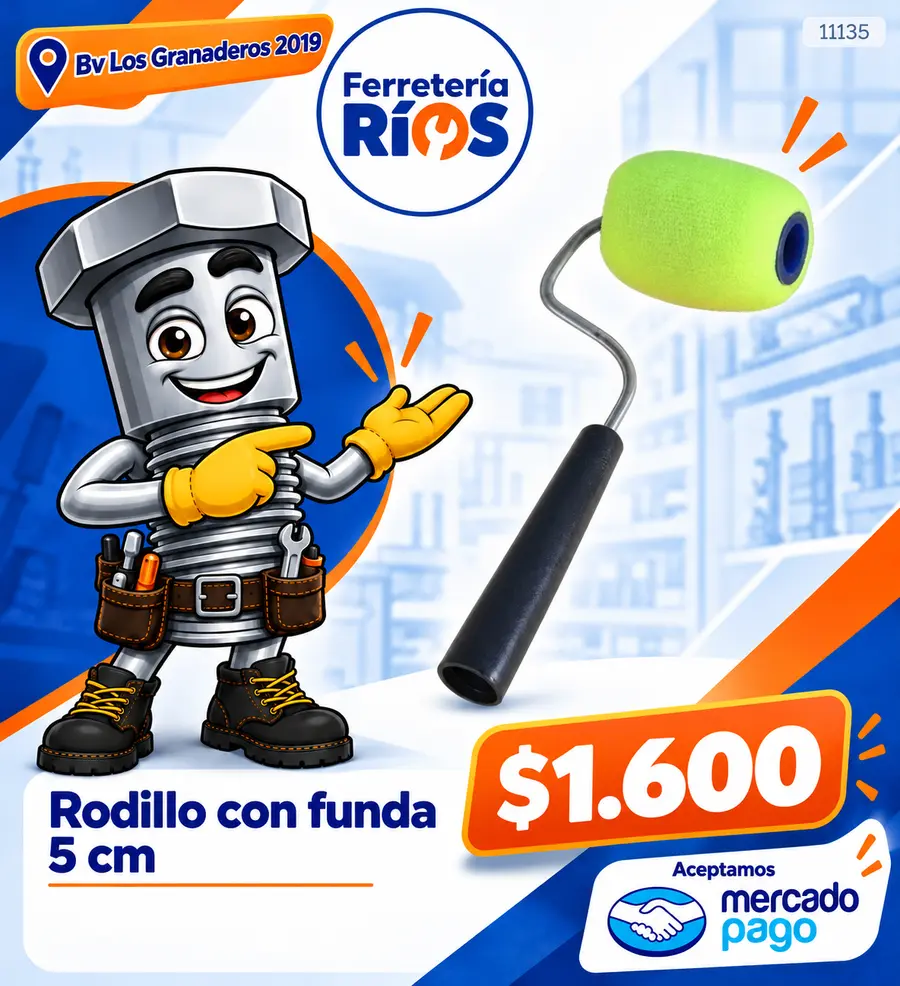 Bv Los Granaderos 2019
Ferretería
RÍOS
11135
Rodillo con funda
5 cm
$1.600
Aceptamos
mercado
pago